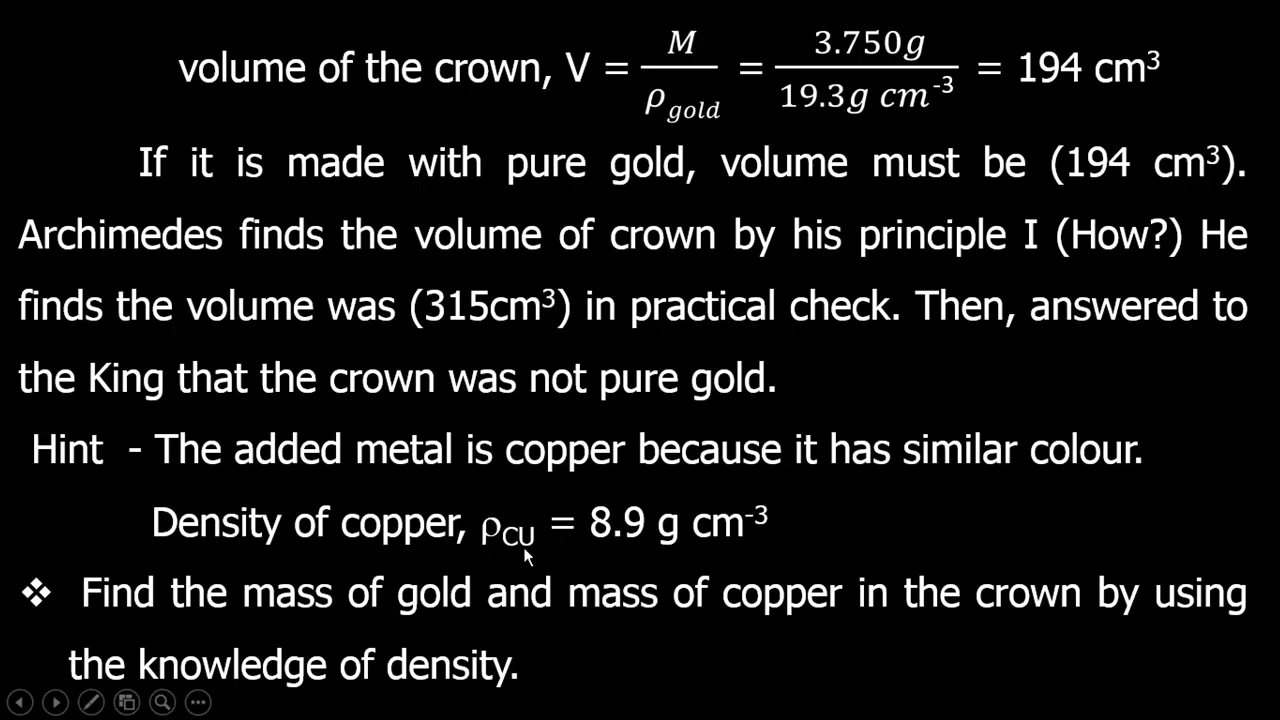 volume of the crown, V = M/ρgold = 3.750g/19.3g cm⁻³ = 194 cm³
If it is made with pure gold, volume must be (194 cm³).
Archimedes finds the volume of crown by his principle I (How?) He
finds the volume was (315cm³) in practical check. Then, answered to
the King that the crown was not pure gold.
Hint - The added metal is copper because it has similar colour.
Density of copper, ρCU = 8.9 g cm⁻³
❖ Find the mass of gold and mass of copper in the crown by using
the knowledge of density.